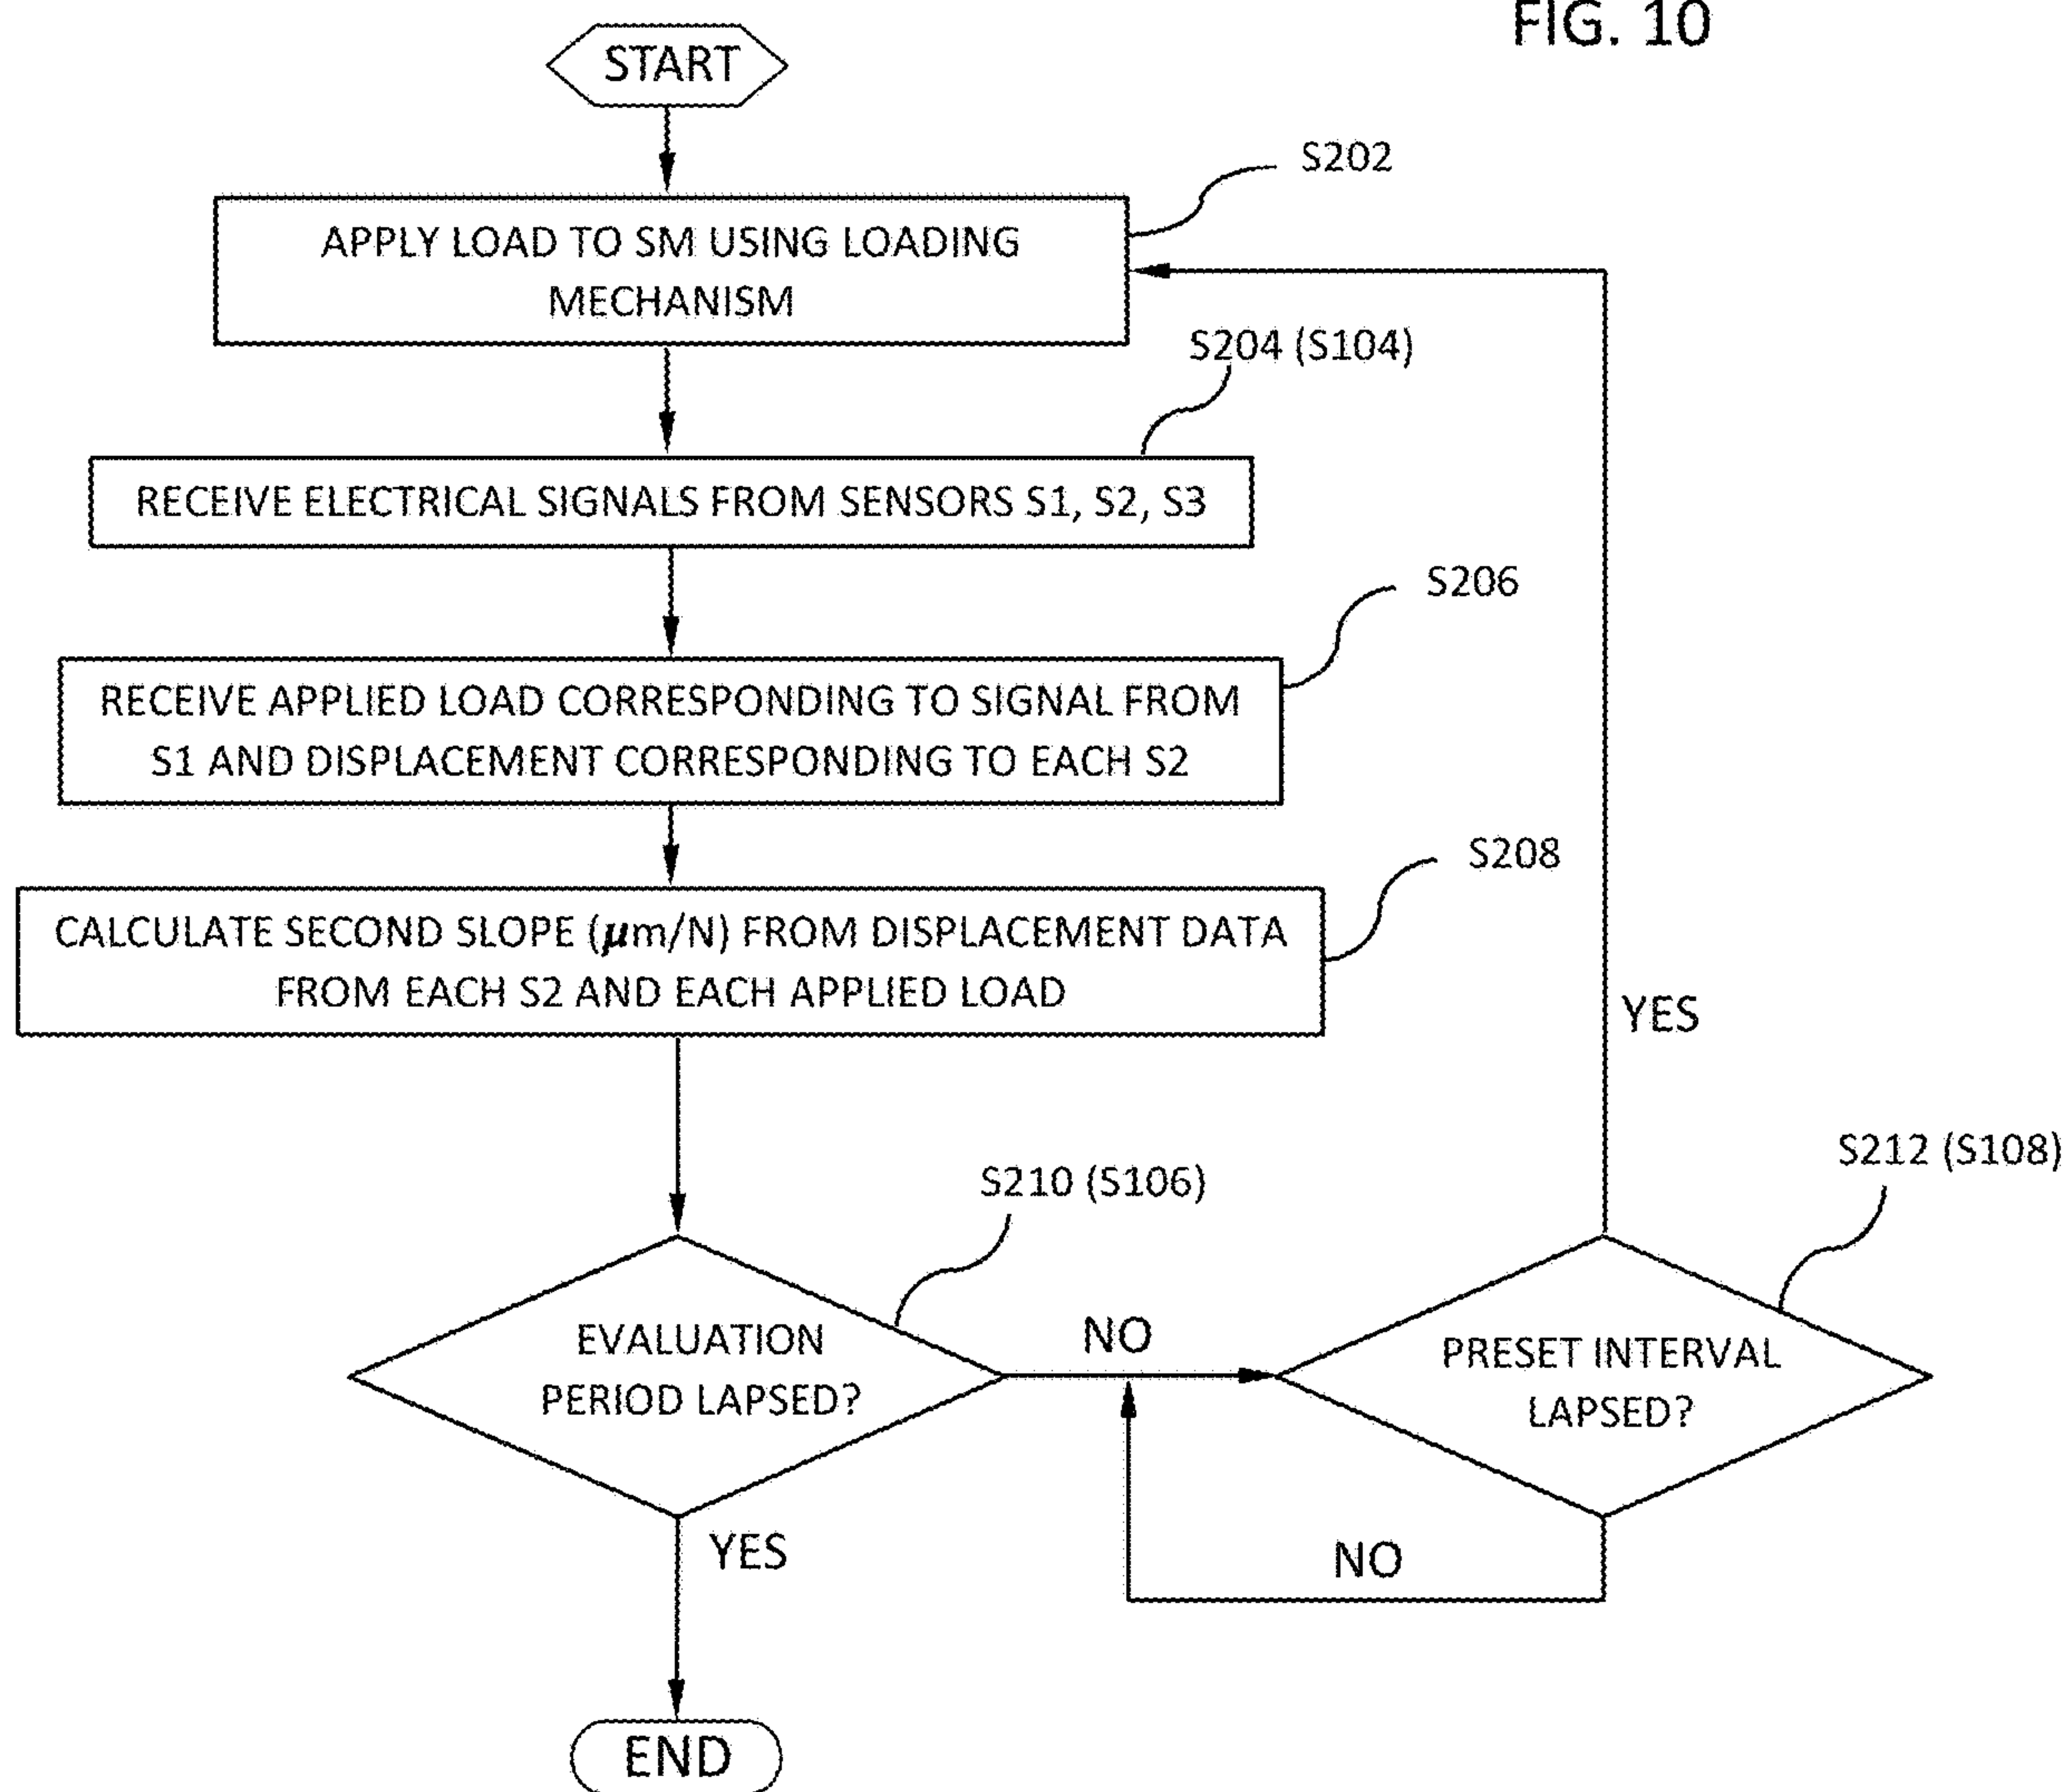 FIG. 10
START
S202
APPLY LOAD TO SM USING LOADING
MECHANISM
S204 (S104)
RECEIVE ELECTRICAL SIGNALS FROM SENSORS S1, S2, S3
S206
RECEIVE APPLIED LOAD CORRESPONDING TO SIGNAL FROM
S1 AND DISPLACEMENT CORRESPONDING TO EACH S2
S208
CALCULATE SECOND SLOPE (μm/N) FROM DISPLACEMENT DATA
FROM EACH S2 AND EACH APPLIED LOAD
YES
S212 (S108)
S210 (S106)
EVALUATION
PERIOD LAPSED?
NO
PRESET INTERVAL
LAPSED?
YES
NO
END